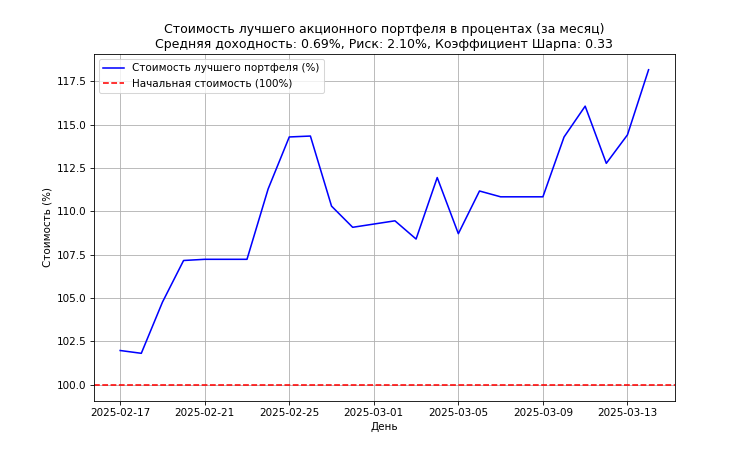 Стоимость лучшего акционного портфеля в процентах (за месяц)
Средняя доходность: 0.69%, Риск: 2.10%, Коэффициент Шарпа: 0.33
Стоимость лучшего портфеля (%)
Начальная стоимость (100%)
Стоимость (%)
117.5
115.0
112.5
110.0
107.5
105.0
102.5
100.0
2025-02-17 2025-02-21 2025-02-25 2025-03-01 2025-03-05 2025-03-09 2025-03-13
День